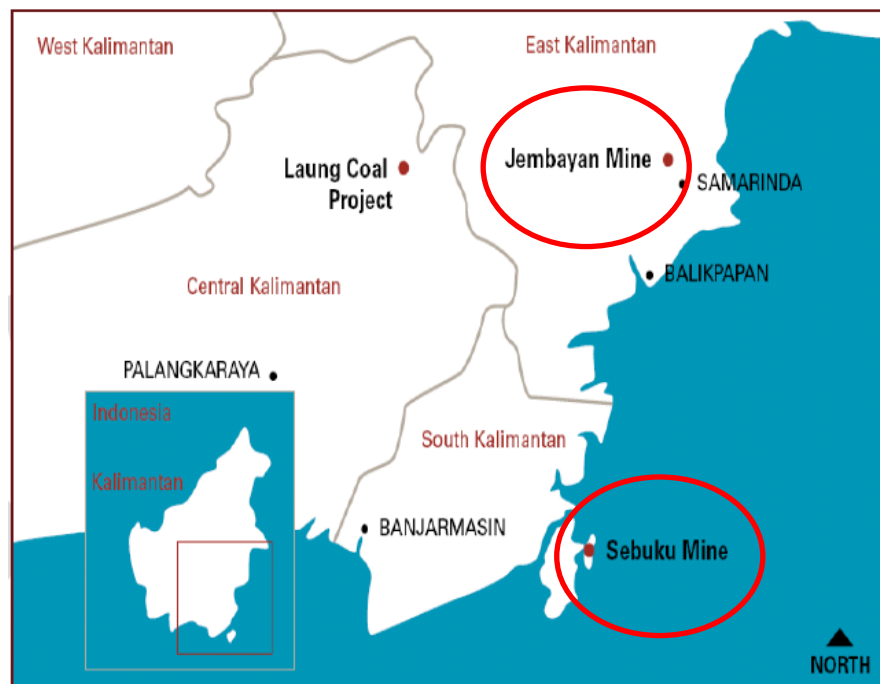 West Kalimantan
East Kalimantan
Laung Coal
Project
Jembayan Mine
SAMARINDA
BALIKPAPAN
Central Kalimantan
PALANGKARAYA
Indonesia
Kalimantan
South Kalimantan
BANJARMASIN
Sebuku Mine
NORTH